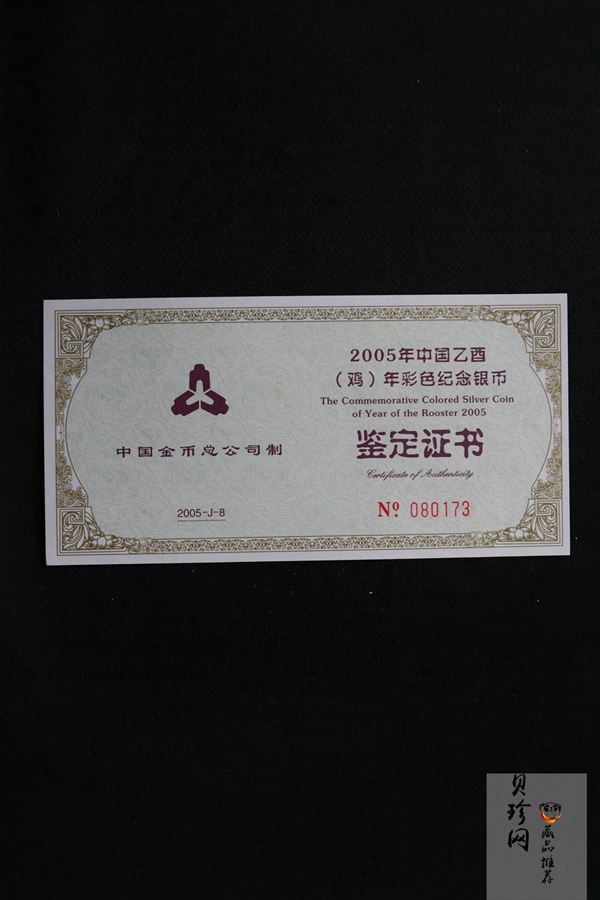 中国金币总公司制
2005-J-8
2005年中国乙酉
（鸡）年彩色纪念银币
The Commemorative Colored Silver Coin
of Year of the Rooster 2005
鉴定证书
Certificate of Authenticity
Nº 080173
贝珍网
藏品推荐